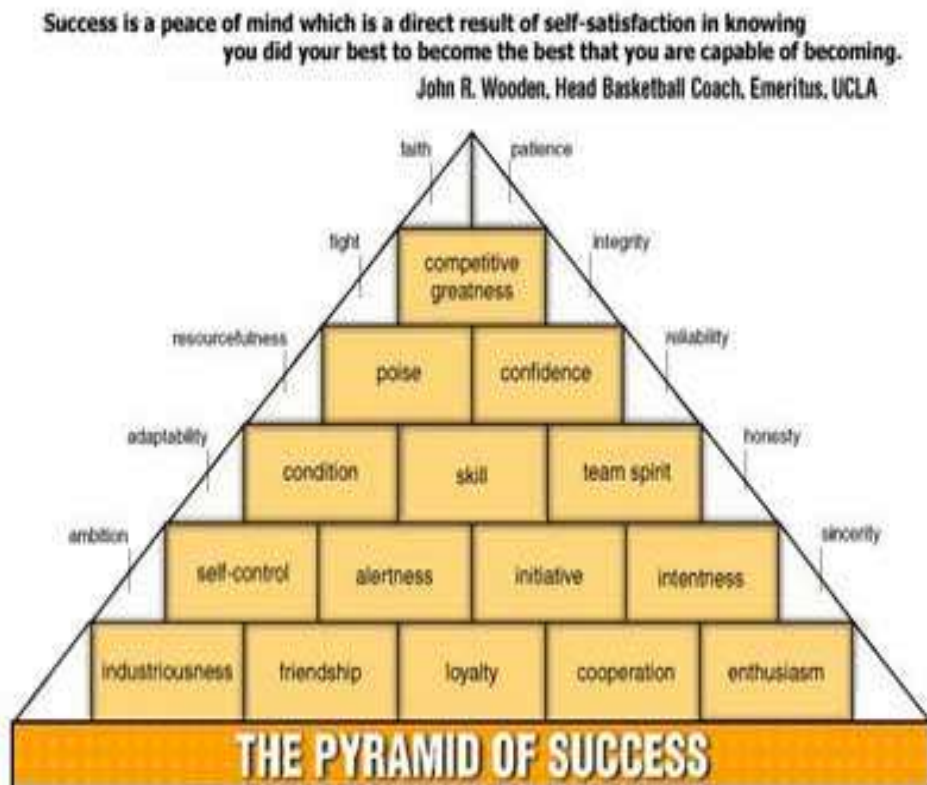 Success is a peace of mind which is a direct result of self-satisfaction in knowing
you did your best to become the best that you are capable of becoming.
John R. Wooden, Head Basketball Coach, Emeritus, UCLA
faith
patience
fight
integrity
competitive
greatness
resourcefulness
reliability
poise
confidence
adaptability
honesty
condition
skill
team spirit
ambition
sincerity
self-control
alertness
initiative
intentness
industriousness
friendship
loyalty
cooperation
enthusiasm
THE PYRAMID OF SUCCESS